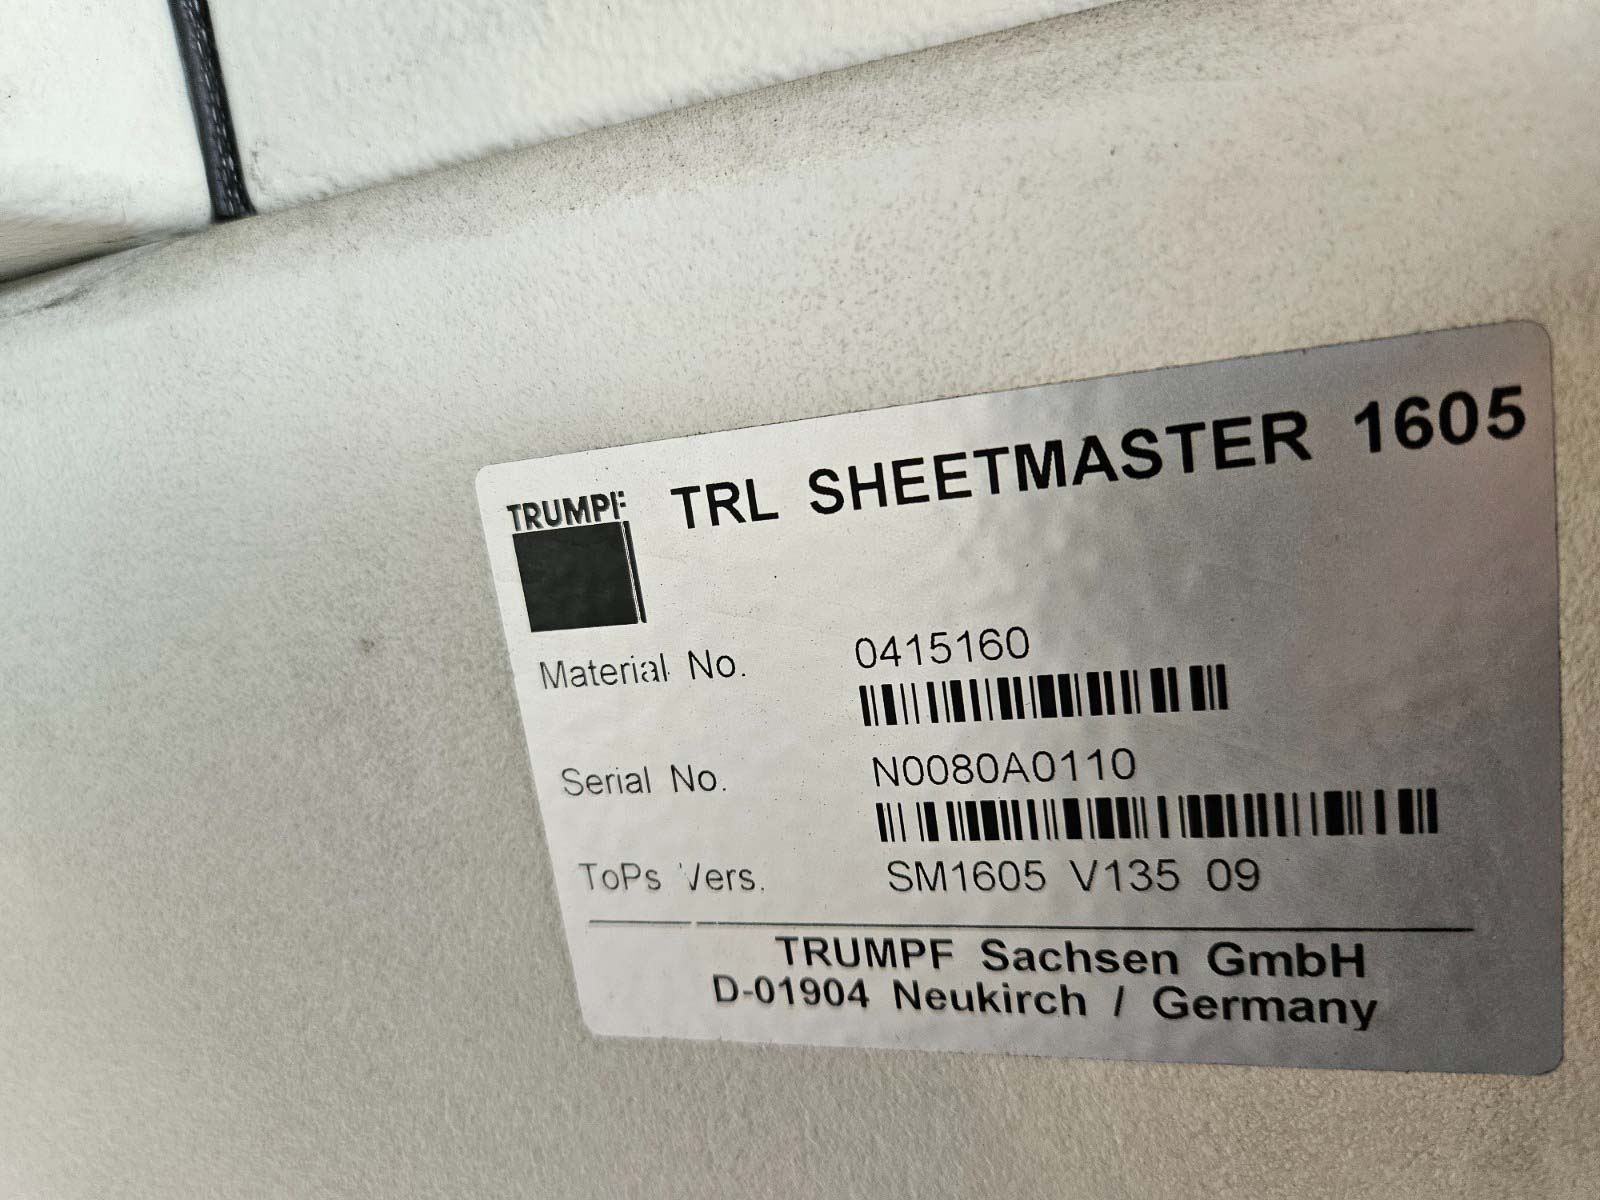 TRUMPF TRL SHEETMASTER 1605
Material No. 0415160
Serial No. N0080A0110
ToPs Vers. SM1605 V135 09
TRUMPF Sachsen GmbH
D-01904 Neukirch / Germany